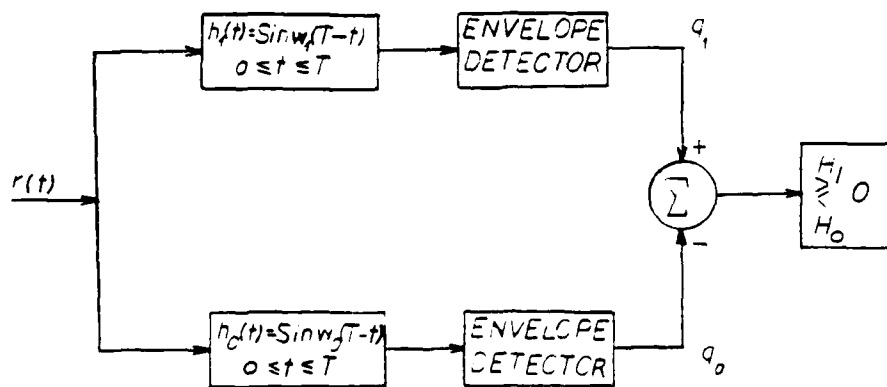 h₁(t)=Sinw₁(T-t)
0 ≤ t ≤ T
ENVELOPE
DETECTOR
q₁
+
r(t)
Σ
H₁
≷ 0
H₀
-
h₀(t)=Sinw₀(T-t)
0 ≤ t ≤ T
ENVELOPE
DETECTOR
q₀